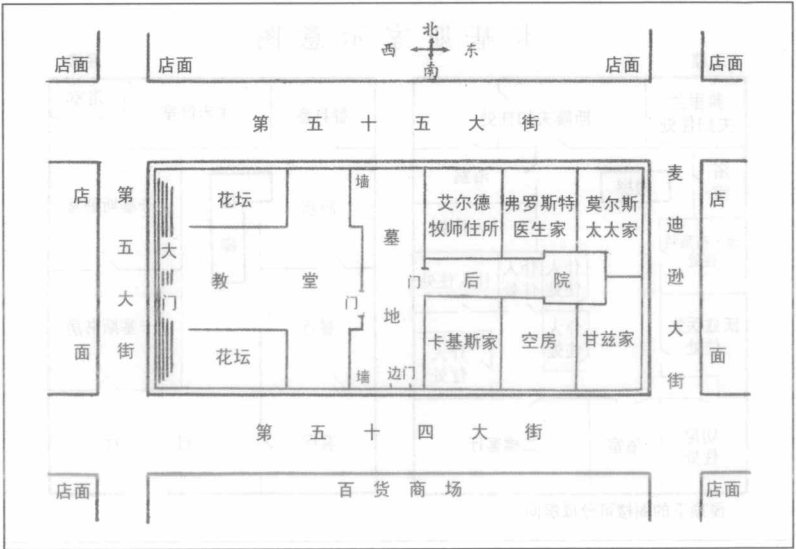 北
西 东
南
店面 店面 店面 店面
第五十五大街
店面
第五大街
大门
花坛
教堂
花坛
墙
门
墙
墓地
门
边门
艾尔德
牧师住所
弗罗斯特
医生家
莫尔斯
太太家
后院
卡基斯家
空房
甘兹家
麦迪逊大街
店面
第五十四大街
店面 百货商场 店面